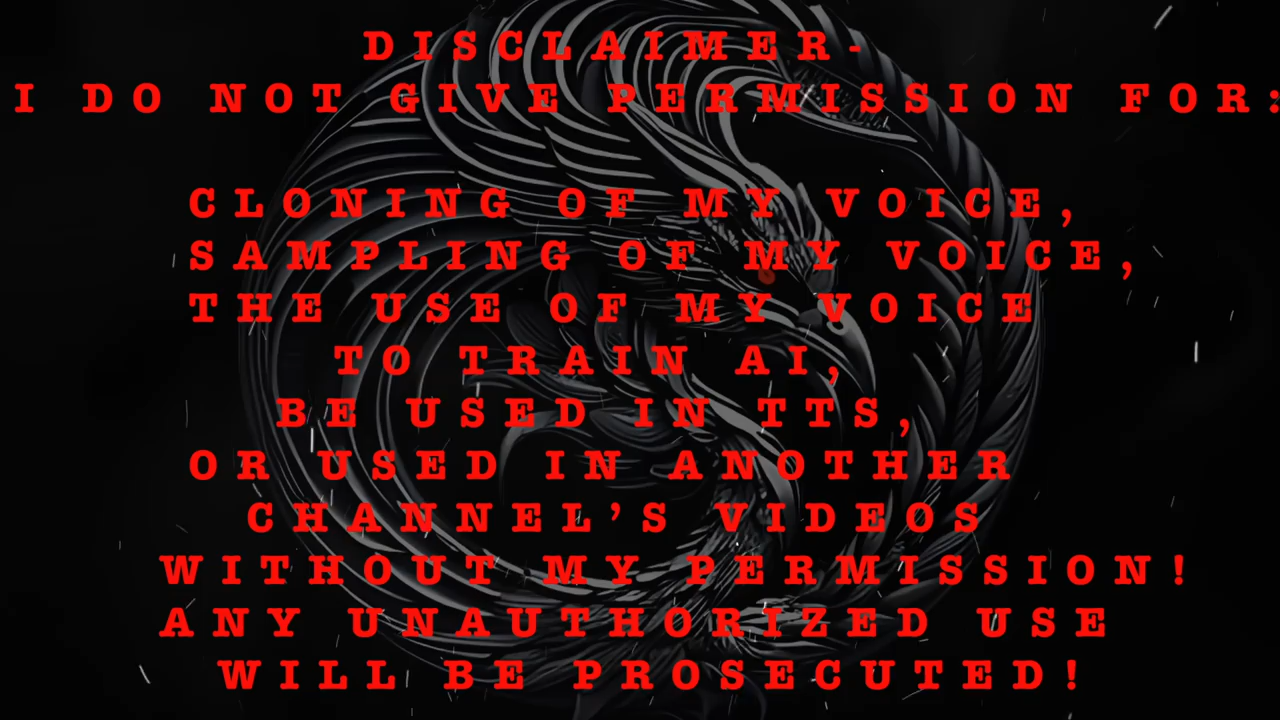 DISCLAIMER-
I DO NOT GIVE PERMISSION FOR:
CLONING OF MY VOICE,
SAMPLING OF MY VOICE,
THE USE OF MY VOICE
TO TRAIN AI,
BE USED IN TTS,
OR USED IN ANOTHER
CHANNEL'S VIDEOS
WITHOUT MY PERMISSION!
ANY UNAUTHORIZED USE
WILL BE PROSECUTED!